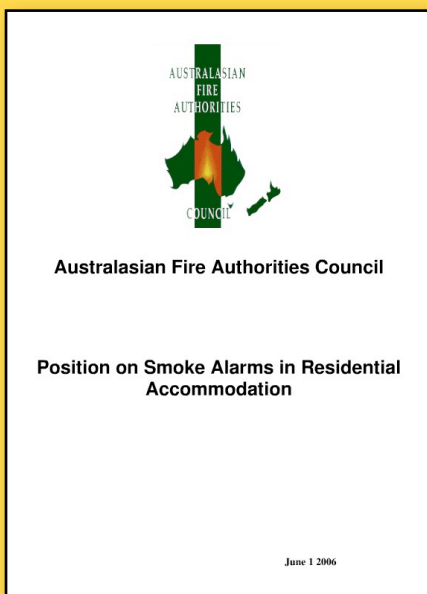 AUSTRALASIAN
FIRE
AUTHORITIES
COUNCIL
Australasian Fire Authorities Council
Position on Smoke Alarms in Residential
Accommodation
June 1 2006